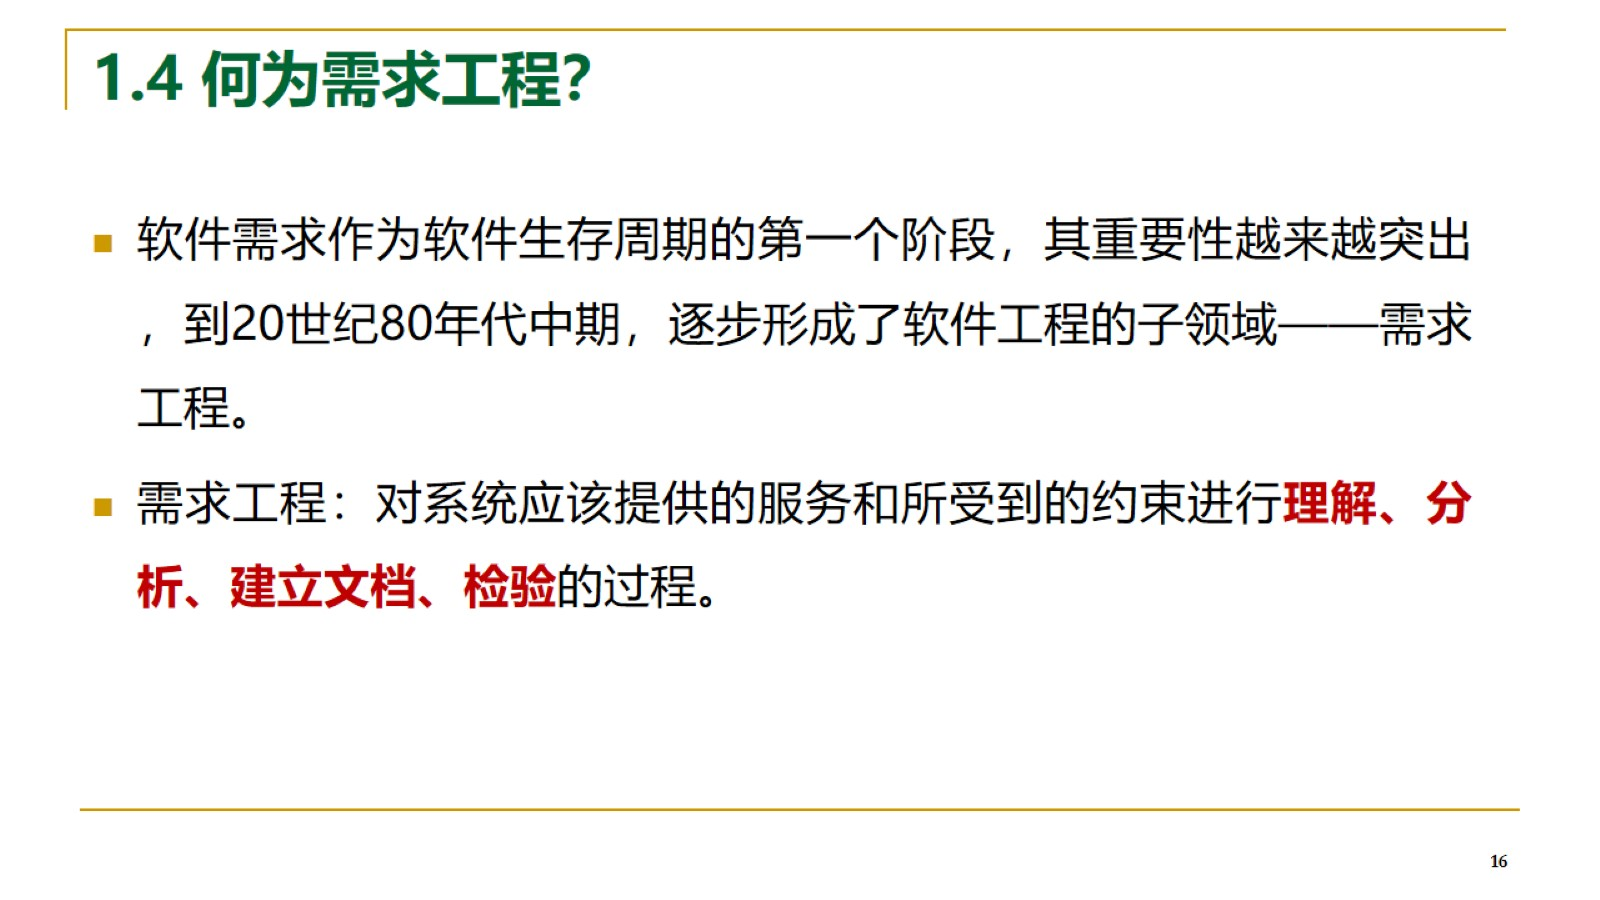 1.4 何为需求工程？
软件需求作为软件生存周期的第一个阶段，其重要性越来越突出
，到20世纪80年代中期，逐步形成了软件工程的子领域——需求
工程。
需求工程：对系统应该提供的服务和所受到的约束进行理解、分
析、建立文档、检验的过程。
16